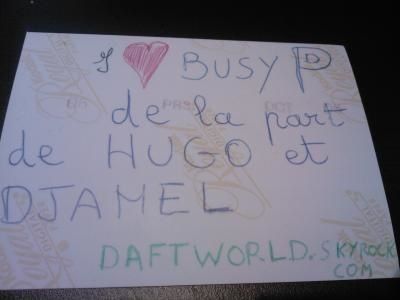 I ❤ BUSY P
de la part
de HUGO et
DJAMEL
DAFTWORLD.SKYROCK
COM